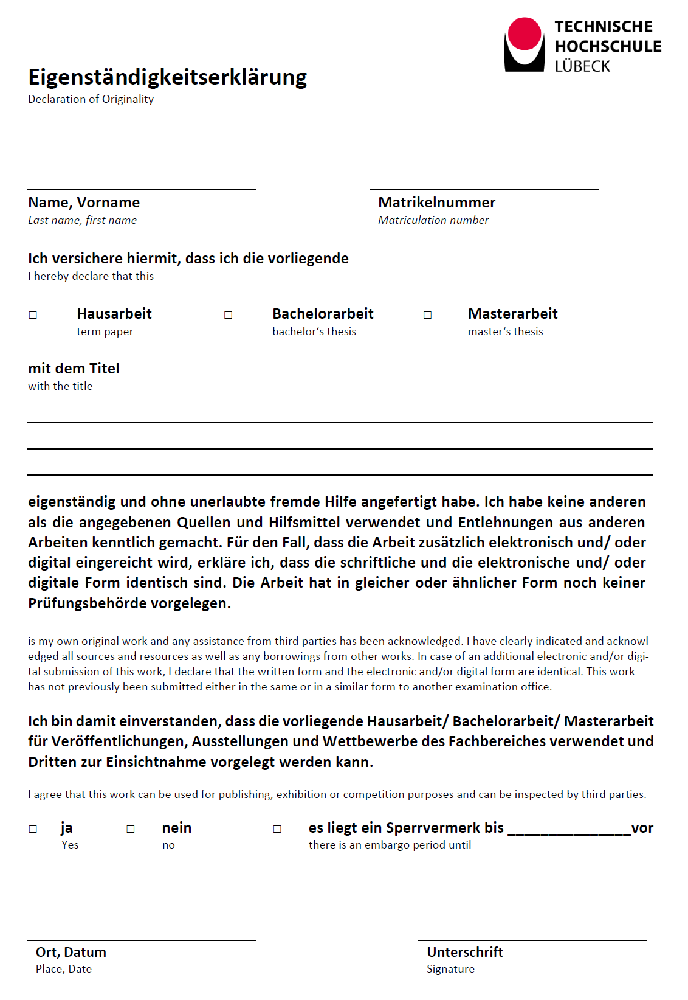 TECHNISCHE
HOCHSCHULE
LÜBECK
Eigenständigkeitserklärung
Declaration of Originality
Name, Vorname Matrikelnummer
Last name, first name Matriculation number
Ich versichere hiermit, dass ich die vorliegende
I hereby declare that this
□ Hausarbeit □ Bachelorarbeit □ Masterarbeit
term paper bachelor‘s thesis master‘s thesis
mit dem Titel
with the title
eigenständig und ohne unerlaubte fremde Hilfe angefertigt habe. Ich habe keine anderen
als die angegebenen Quellen und Hilfsmittel verwendet und Entlehnungen aus anderen
Arbeiten kenntlich gemacht. Für den Fall, dass die Arbeit zusätzlich elektronisch und/ oder
digital eingereicht wird, erkläre ich, dass die schriftliche und die elektronische und/ oder
digitale Form identisch sind. Die Arbeit hat in gleicher oder ähnlicher Form noch keiner
Prüfungsbehörde vorgelegen.
is my own original work and any assistance from third parties has been acknowledged. I have clearly indicated and acknowl-
edged all sources and resources as well as any borrowings from other works. In case of an additional electronic and/or digi-
tal submission of this work, I declare that the written form and the electronic and/or digital form are identical. This work
has not previously been submitted either in the same or in a similar form to another examination office.
Ich bin damit einverstanden, dass die vorliegende Hausarbeit/ Bachelorarbeit/ Masterarbeit
für Veröffentlichungen, Ausstellungen und Wettbewerbe des Fachbereiches verwendet und
Dritten zur Einsichtnahme vorgelegt werden kann.
I agree that this work can be used for publishing, exhibition or competition purposes and can be inspected by third parties.
□ ja □ nein □ es liegt ein Sperrvermerk bis _______________vor
Yes no there is an embargo period until
Ort, Datum Unterschrift
Place, Date Signature